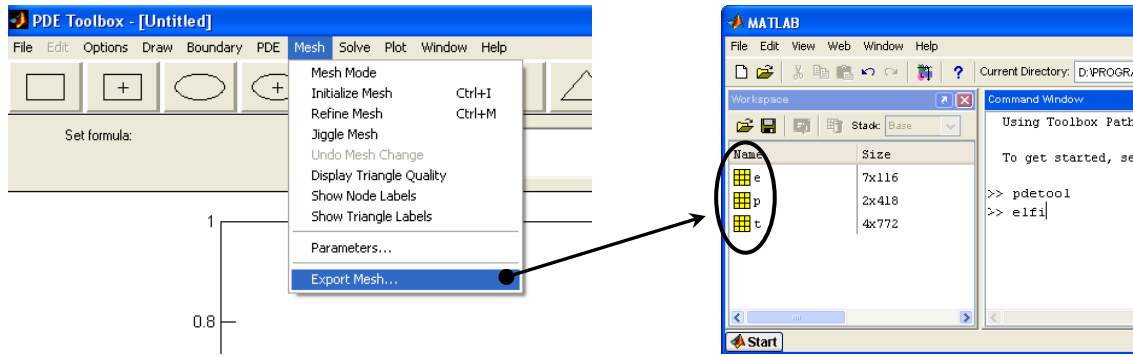 PDE Toolbox - [Untitled]
File Edit Options Draw Boundary PDE Mesh Solve Plot Window Help
Mesh Mode
Initialize Mesh Ctrl+I
Refine Mesh Ctrl+M
Jiggle Mesh
Undo Mesh Change
Display Triangle Quality
Show Node Labels
Show Triangle Labels
Parameters...
Export Mesh...
+
+
Set formula:
1
0.8
MATLAB
File Edit View Web Window Help
? Current Directory: D:\PROGRA
Workspace
Stack: Base
Name Size
e 7x116
p 2x418
t 4x772
Start
Command Window
Using Toolbox Path
To get started, se
>> pdetool
>> elfi